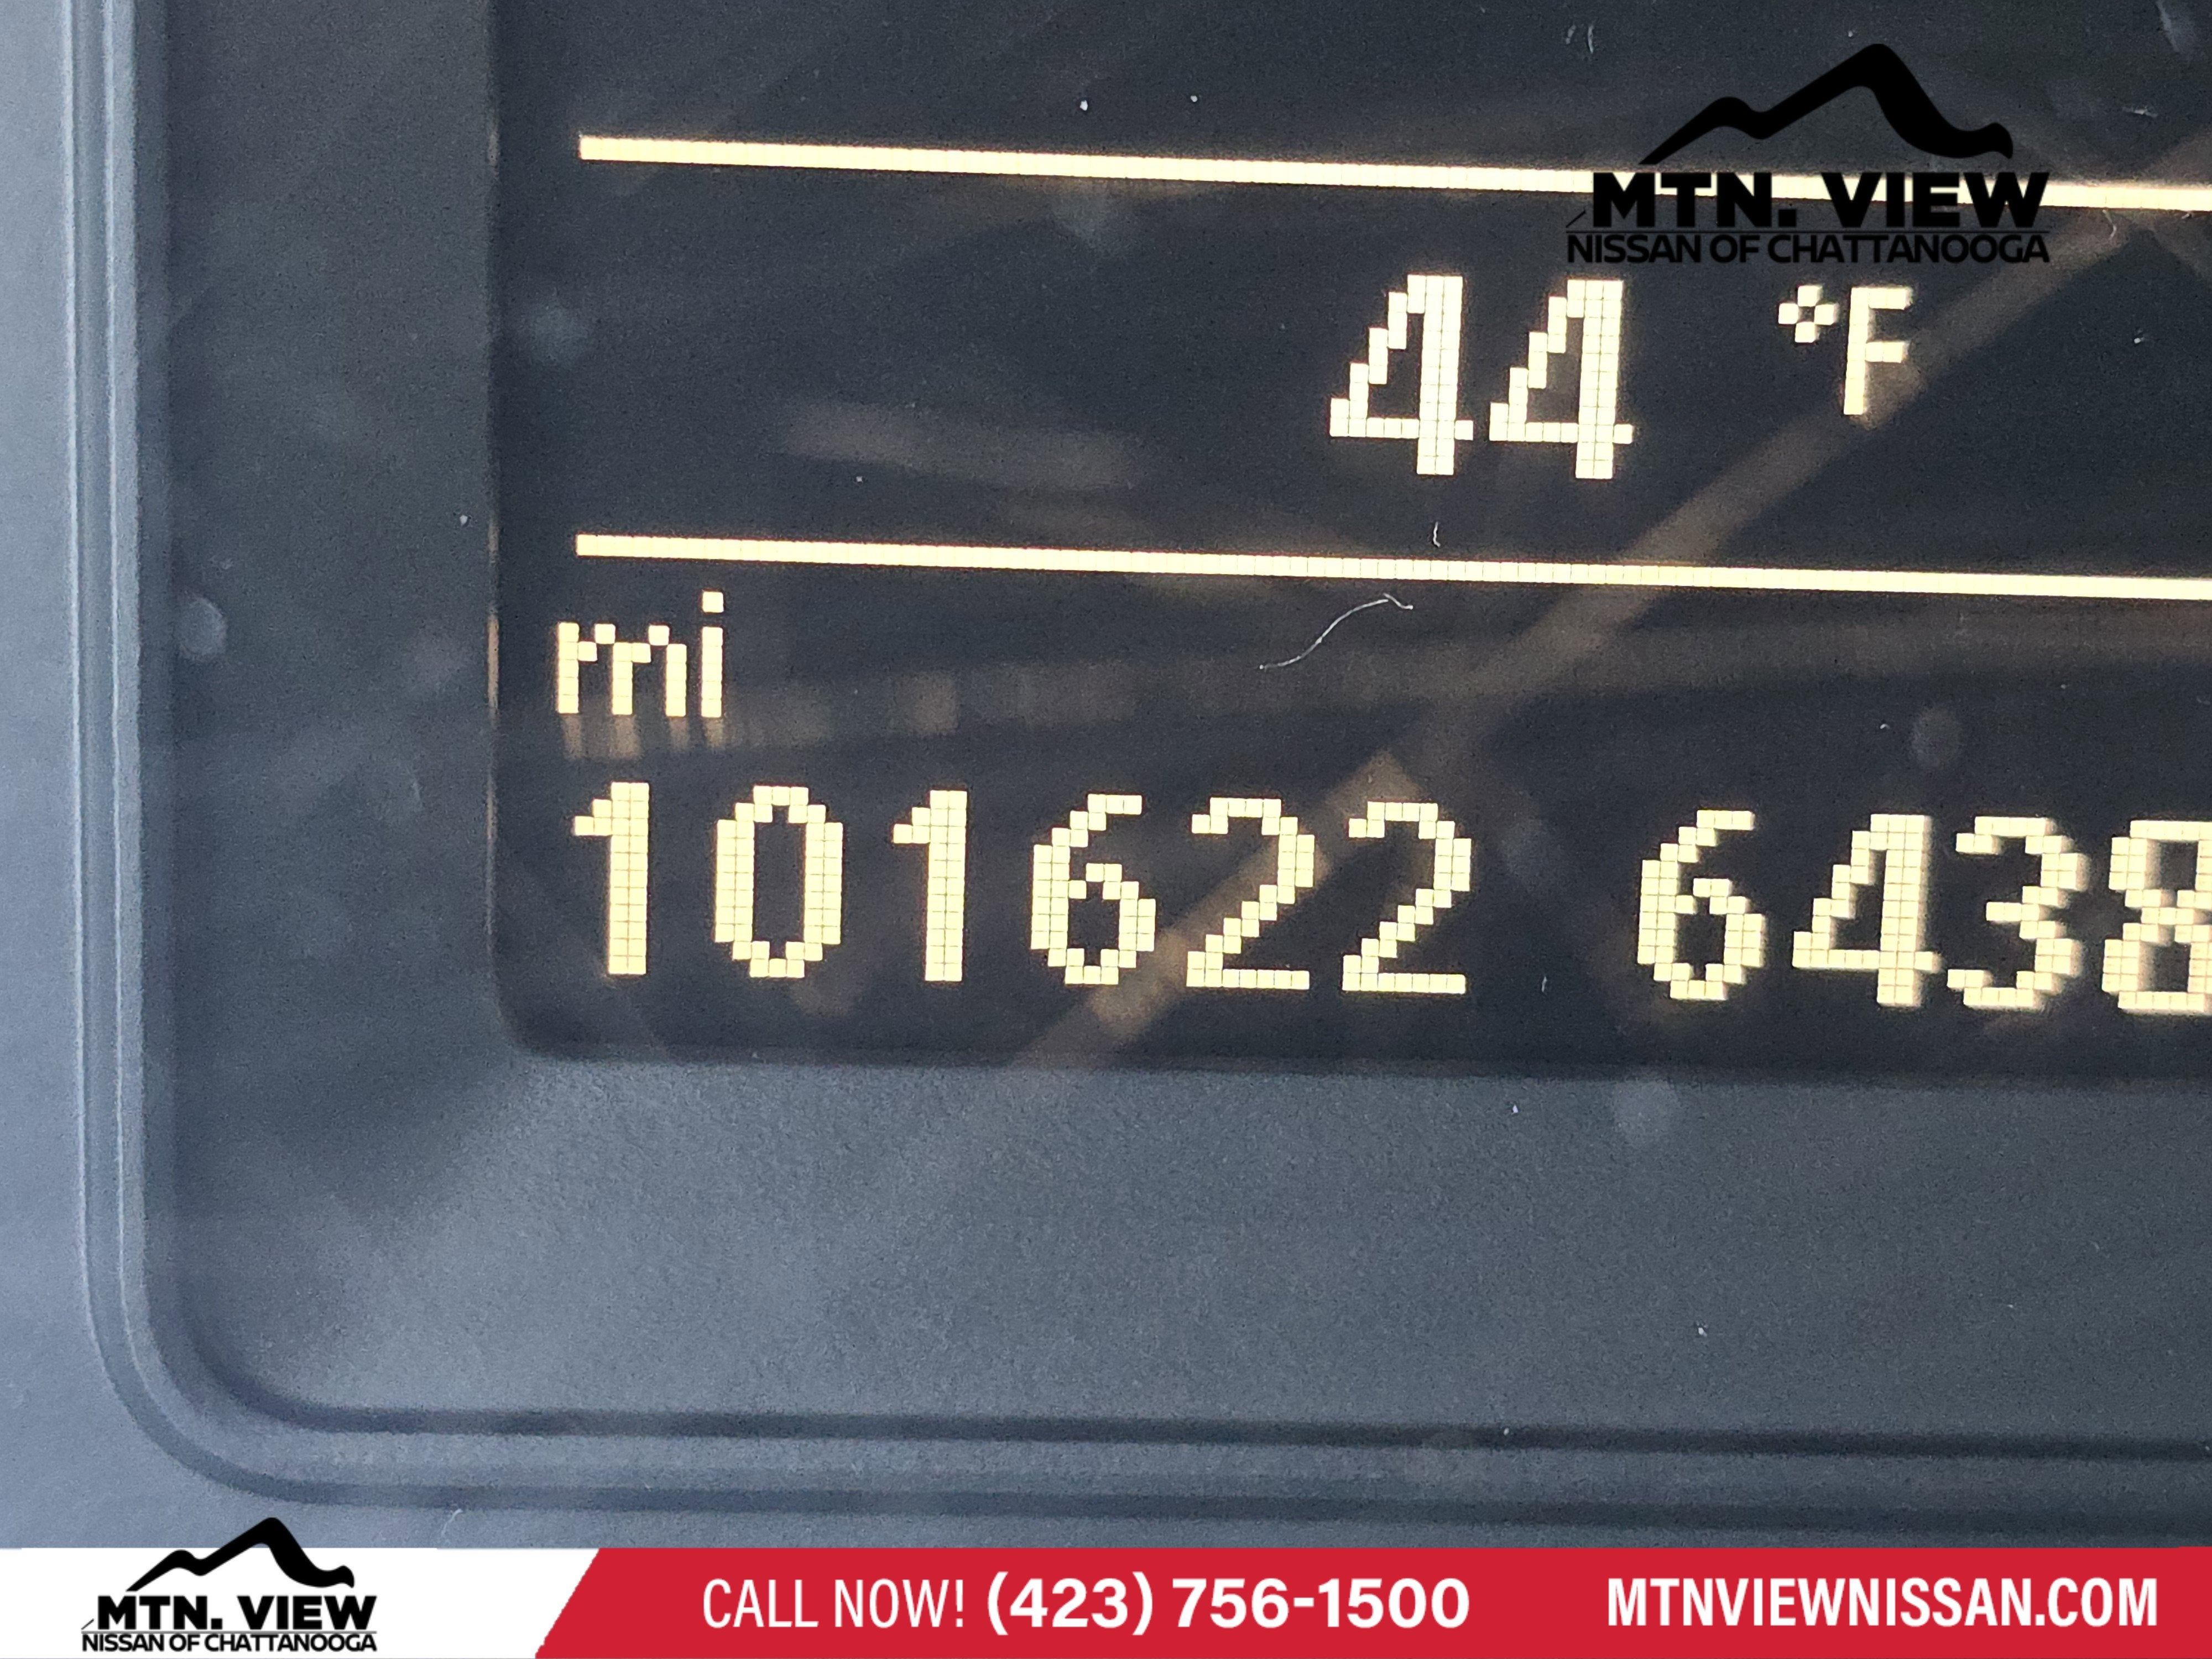 MTN. VIEW
NISSAN OF CHATTANOOGA
44 °F
mi
101622 6438
MTN. VIEW
NISSAN OF CHATTANOOGA
CALL NOW! (423) 756-1500
MTNVIEWNISSAN.COM